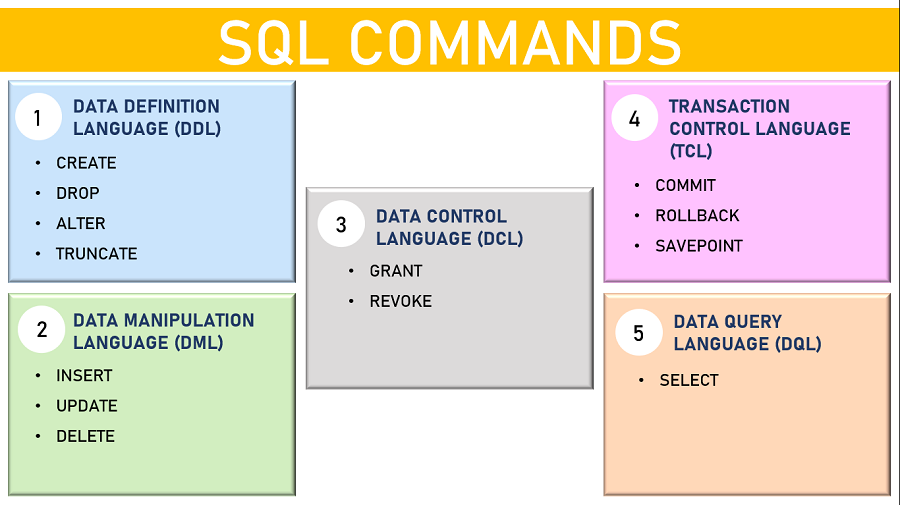 SQL COMMANDS
1
DATA DEFINITION
LANGUAGE (DDL)
• CREATE
• DROP
• ALTER
• TRUNCATE
2
DATA MANIPULATION
LANGUAGE (DML)
• INSERT
• UPDATE
• DELETE
3
DATA CONTROL
LANGUAGE (DCL)
• GRANT
• REVOKE
4
TRANSACTION
CONTROL LANGUAGE
(TCL)
• COMMIT
• ROLLBACK
• SAVEPOINT
5
DATA QUERY
LANGUAGE (DQL)
• SELECT